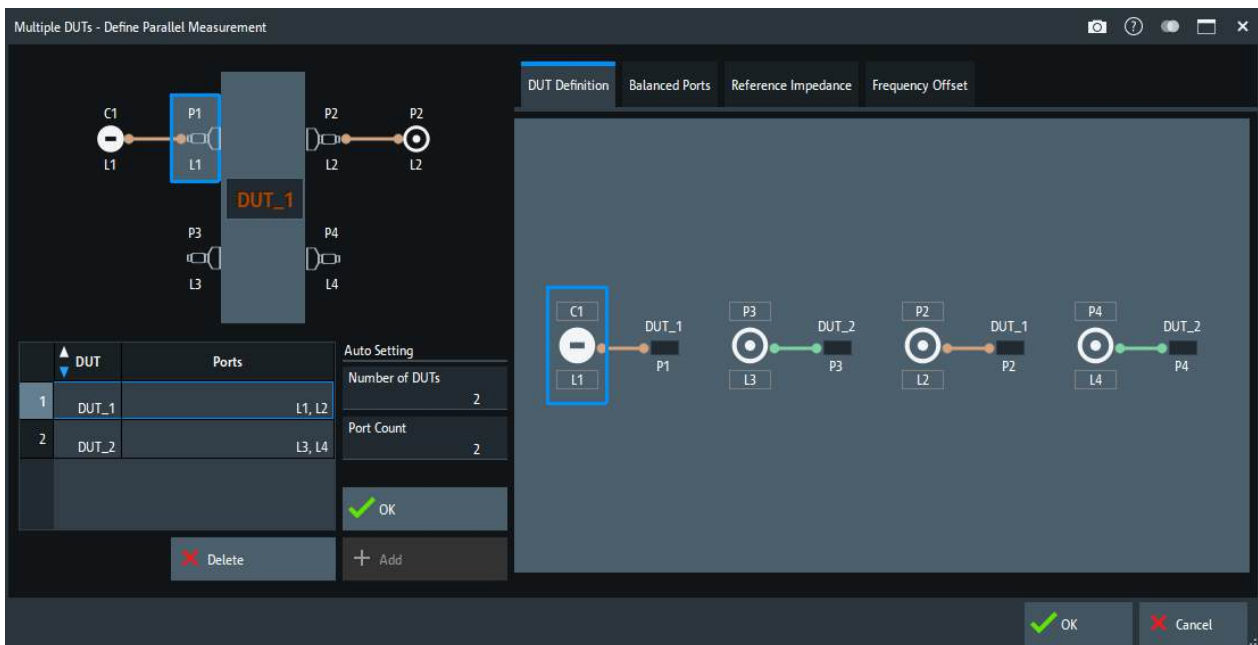 Multiple DUTs - Define Parallel Measurement
C1 P1 P2 P2
L1 L1 L2 L2
DUT_1
P3 P4
L3 L4
DUT Ports
1 DUT_1 L1, L2
2 DUT_2 L3, L4
Auto Setting
Number of DUTs
2
Port Count
2
OK
Delete
Add
DUT Definition Balanced Ports Reference Impedance Frequency Offset
C1 P3 P2 P4
DUT_1 DUT_2 DUT_1 DUT_2
P1 P3 P2 P4
L1 L3 L2 L4
OK Cancel